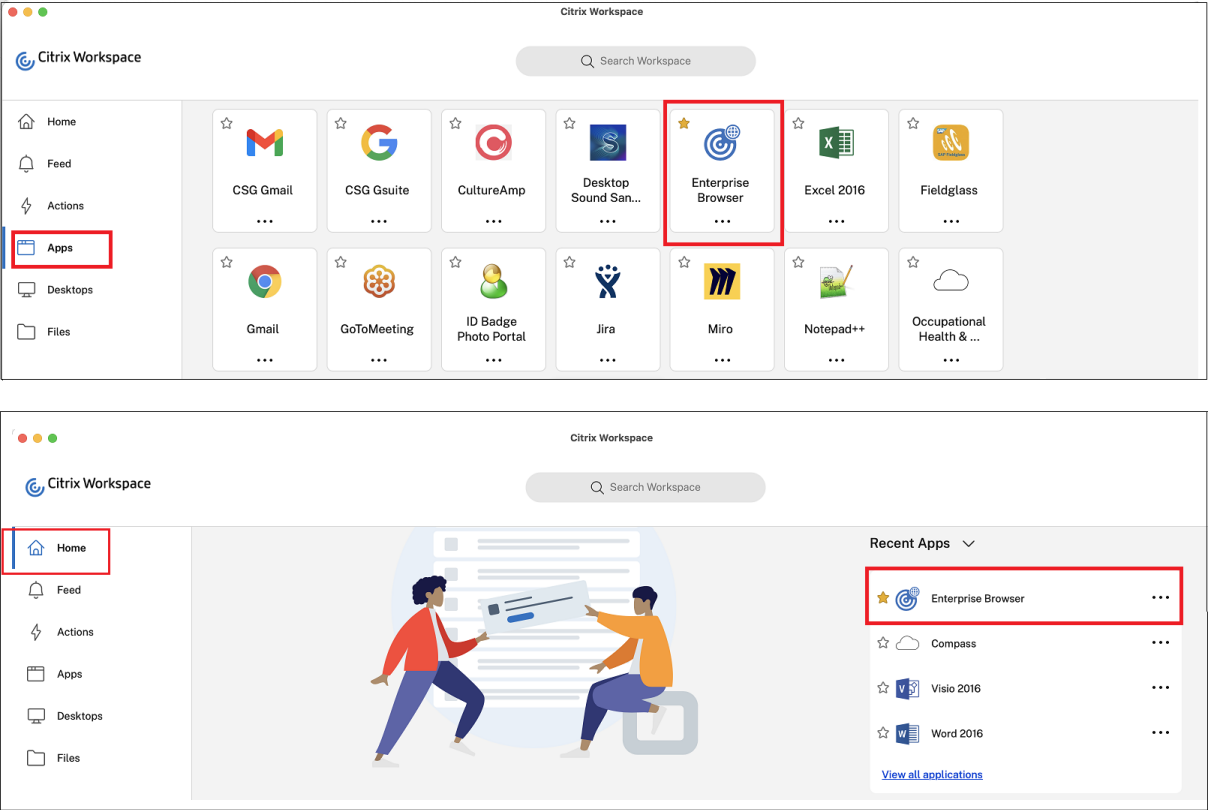 Citrix Workspace
Citrix Workspace
Search Workspace
Home
Feed
Actions
Apps
Desktops
Files
CSG Gmail
CSG Gsuite
CultureAmp
Desktop
Sound San...
Enterprise
Browser
Excel 2016
Fieldglass
Gmail
GoToMeeting
ID Badge
Photo Portal
Jira
Miro
Notepad++
Occupational
Health & ...
Citrix Workspace
Citrix Workspace
Search Workspace
Home
Feed
Actions
Apps
Desktops
Files
Recent Apps
Enterprise Browser
Compass
Visio 2016
Word 2016
View all applications